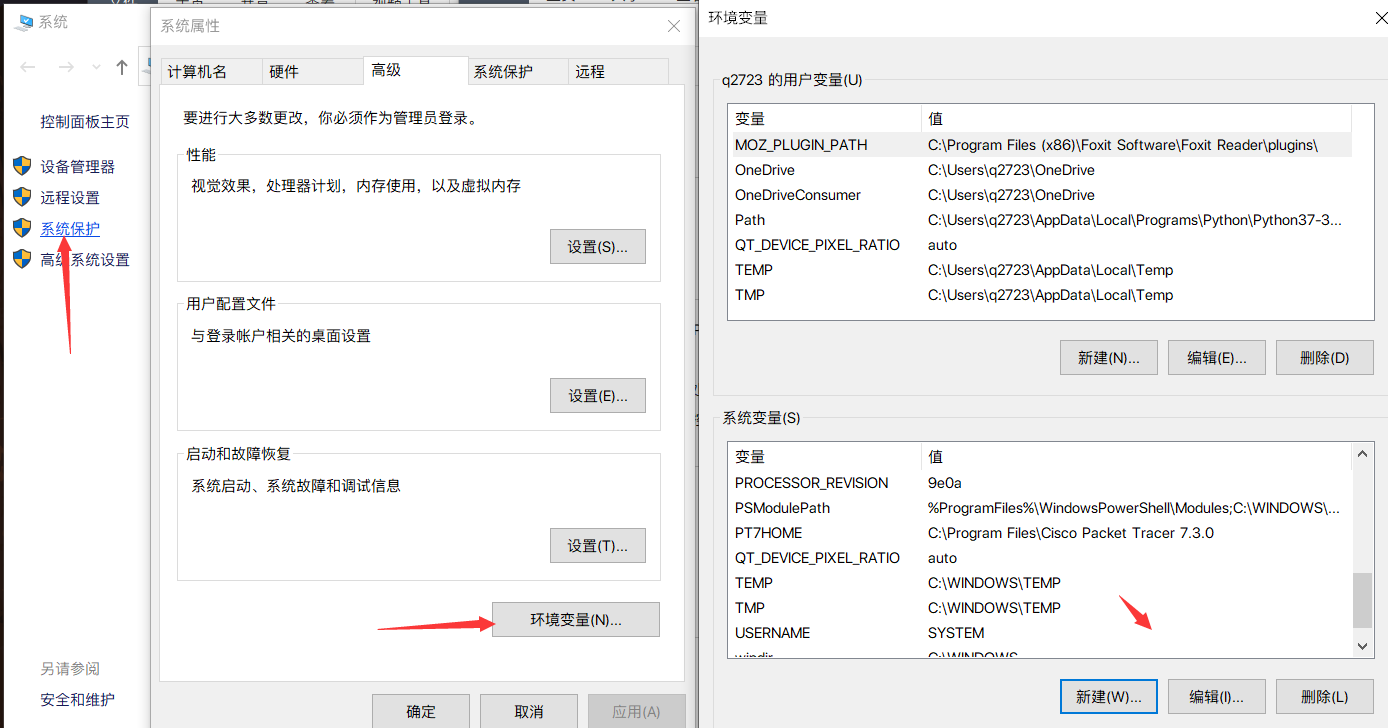 系统
控制面板主页
设备管理器
远程设置
系统保护
高级系统设置
另请参阅
安全和维护
系统属性
计算机名
硬件
高级
系统保护
远程
要进行大多数更改，你必须作为管理员登录。
性能
视觉效果，处理器计划，内存使用，以及虚拟内存
设置(S)...
用户配置文件
与登录帐户相关的桌面设置
设置(E)...
启动和故障恢复
系统启动、系统故障和调试信息
设置(T)...
环境变量(N)...
确定
取消
应用(A)
环境变量
q2723 的用户变量(U)
变量 值
MOZ_PLUGIN_PATH C:\Program Files (x86)\Foxit Software\Foxit Reader\plugins\
OneDrive C:\Users\q2723\OneDrive
OneDriveConsumer C:\Users\q2723\OneDrive
Path C:\Users\q2723\AppData\Local\Programs\Python\Python37-3...
QT_DEVICE_PIXEL_RATIO auto
TEMP C:\Users\q2723\AppData\Local\Temp
TMP C:\Users\q2723\AppData\Local\Temp
新建(N)... 编辑(E)... 删除(D)
系统变量(S)
变量 值
PROCESSOR_REVISION 9e0a
PSModulePath %ProgramFiles%\WindowsPowerShell\Modules;C:\WINDOWS\...
PT7HOME C:\Program Files\Cisco Packet Tracer 7.3.0
QT_DEVICE_PIXEL_RATIO auto
TEMP C:\WINDOWS\TEMP
TMP C:\WINDOWS\TEMP
USERNAME SYSTEM
windir C:\WINDOWS
新建(W)... 编辑(I)... 删除(L)